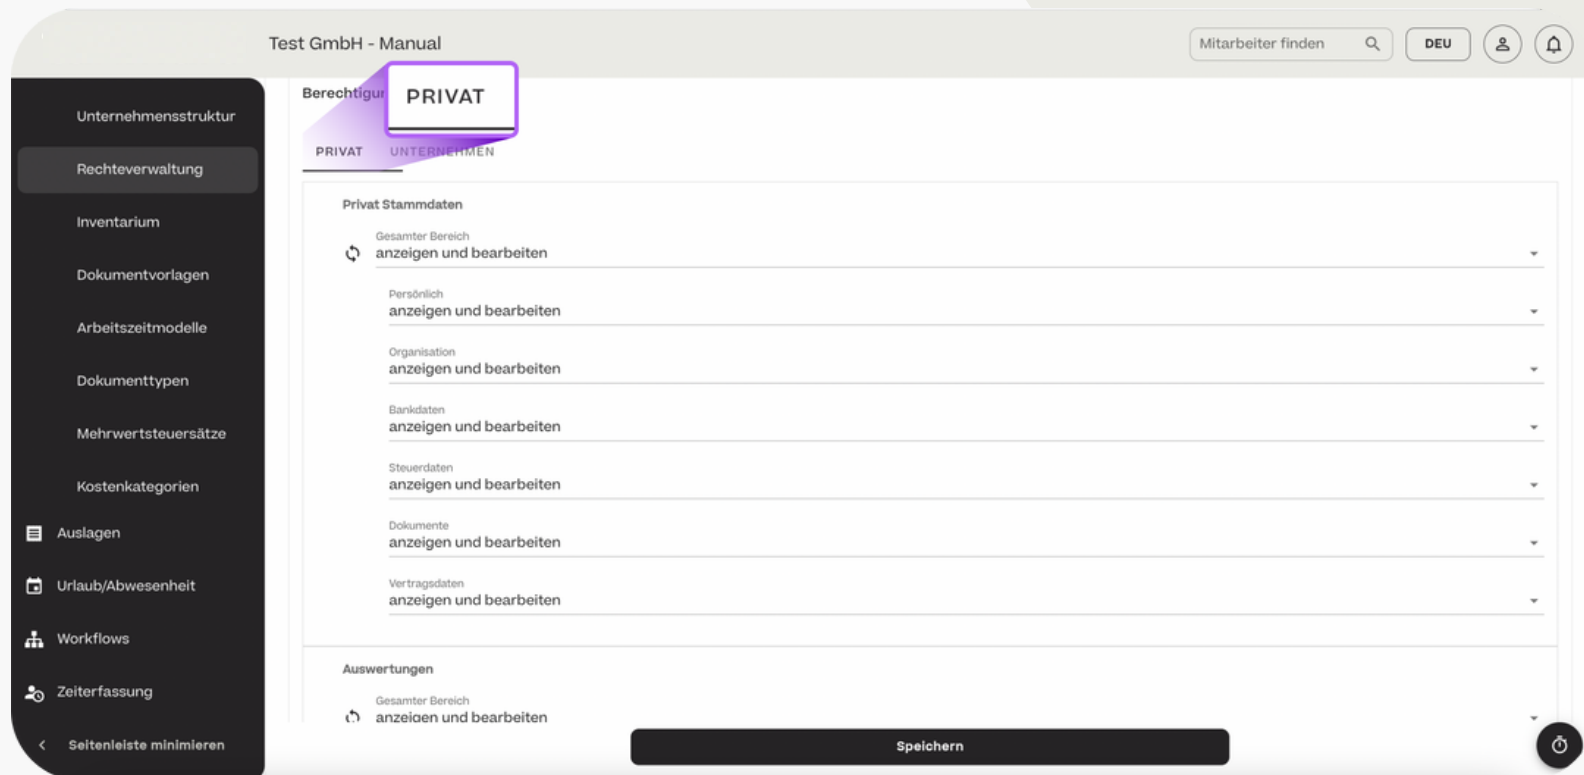 Test GmbH - Manual
Mitarbeiter finden
DEU
Unternehmensstruktur
Rechteverwaltung
Inventarium
Dokumentvorlagen
Arbeitszeitmodelle
Dokumenttypen
Mehrwertsteuersätze
Kostenkategorien
Auslagen
Urlaub/Abwesenheit
Workflows
Zeiterfassung
Seitenleiste minimieren
PRIVAT
PRIVAT UNTERNEHMEN
Privat Stammdaten
Gesamter Bereich
anzeigen und bearbeiten
Persönlich
anzeigen und bearbeiten
Organisation
anzeigen und bearbeiten
Bankdaten
anzeigen und bearbeiten
Steuerdaten
anzeigen und bearbeiten
Dokumente
anzeigen und bearbeiten
Vertragsdaten
anzeigen und bearbeiten
Auswertungen
Gesamter Bereich
anzeigen und bearbeiten
Speichern